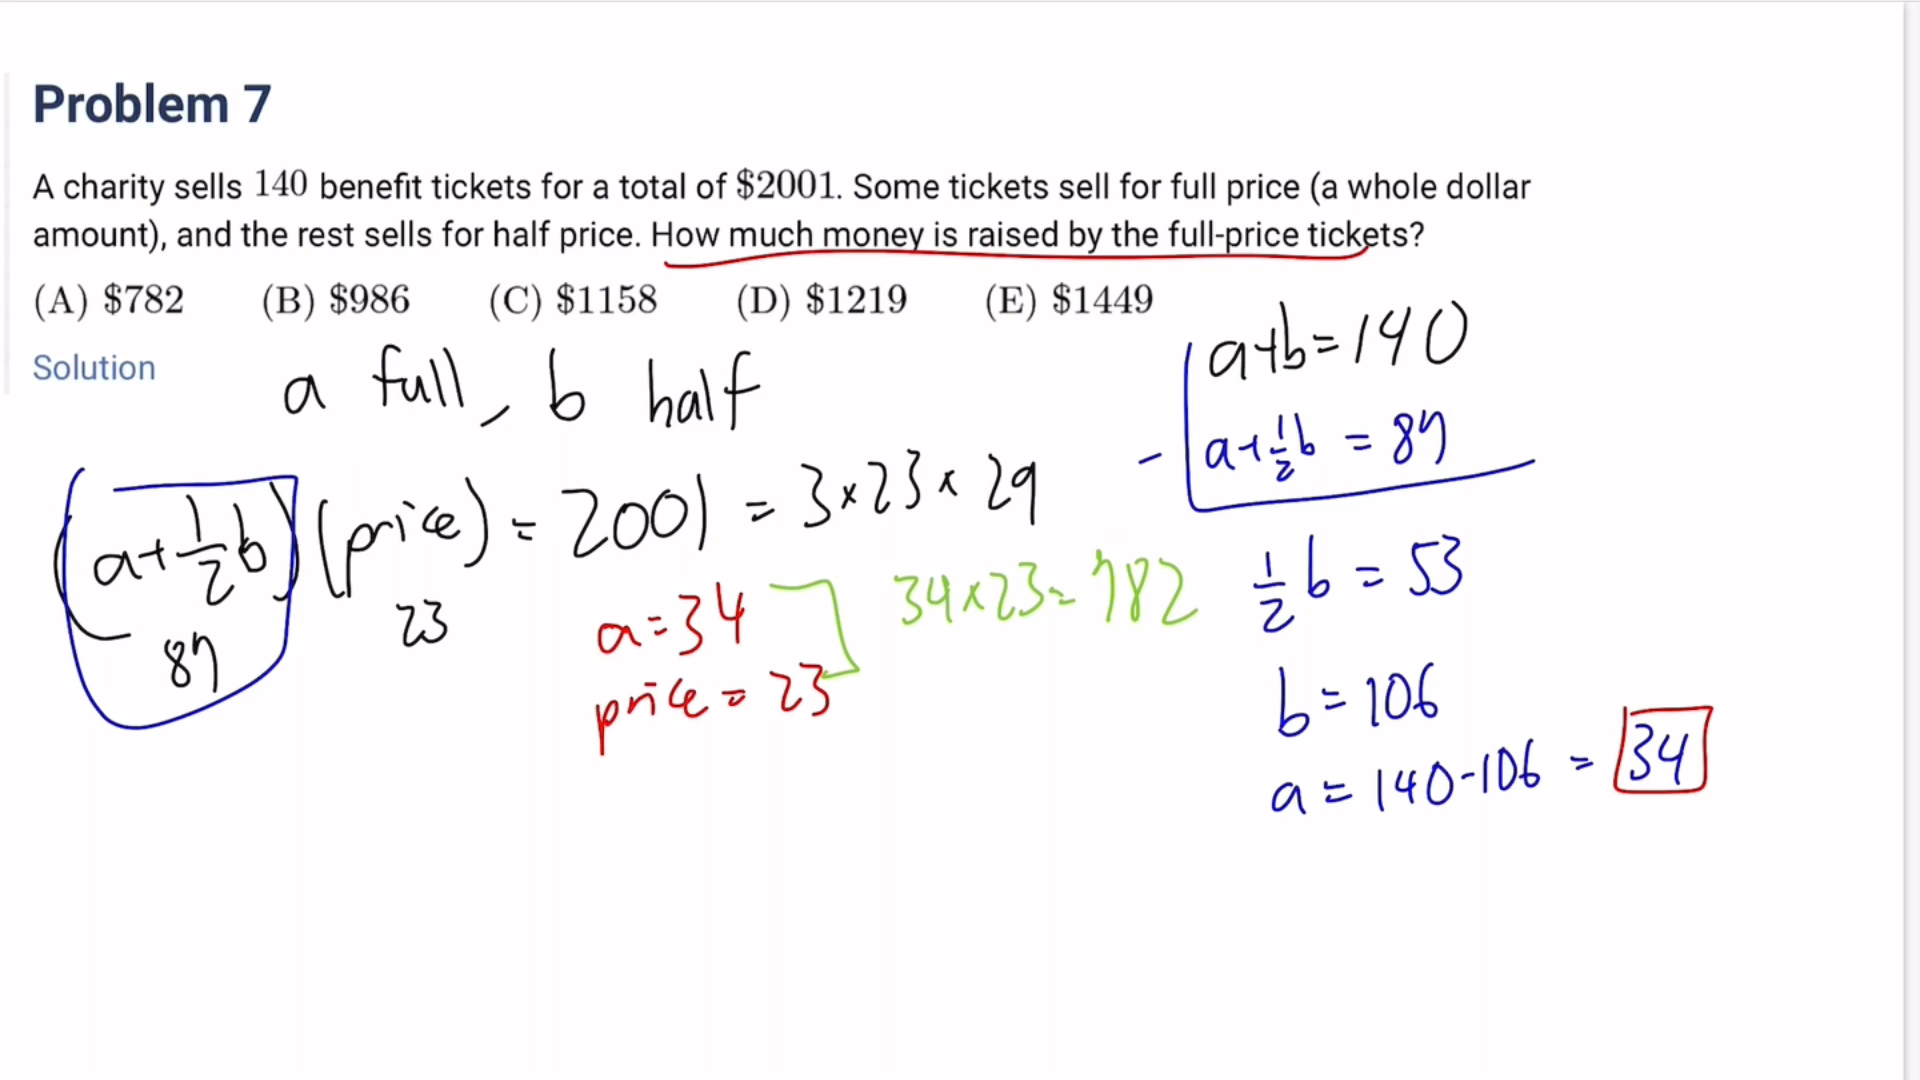 Problem 7
A charity sells 140 benefit tickets for a total of $2001. Some tickets sell for full price (a whole dollar
amount), and the rest sells for half price. How much money is raised by the full-price tickets?
(A) $782 (B) $986 (C) $1158 (D) $1219 (E) $1449
Solution
a full, b half
(a+½b)(price) = 2001 = 3×23×29
87 23
a=34
price = 23
34×23=782
a+b=140
- a+½b = 87
½b = 53
b = 106
a = 140-106 = 34